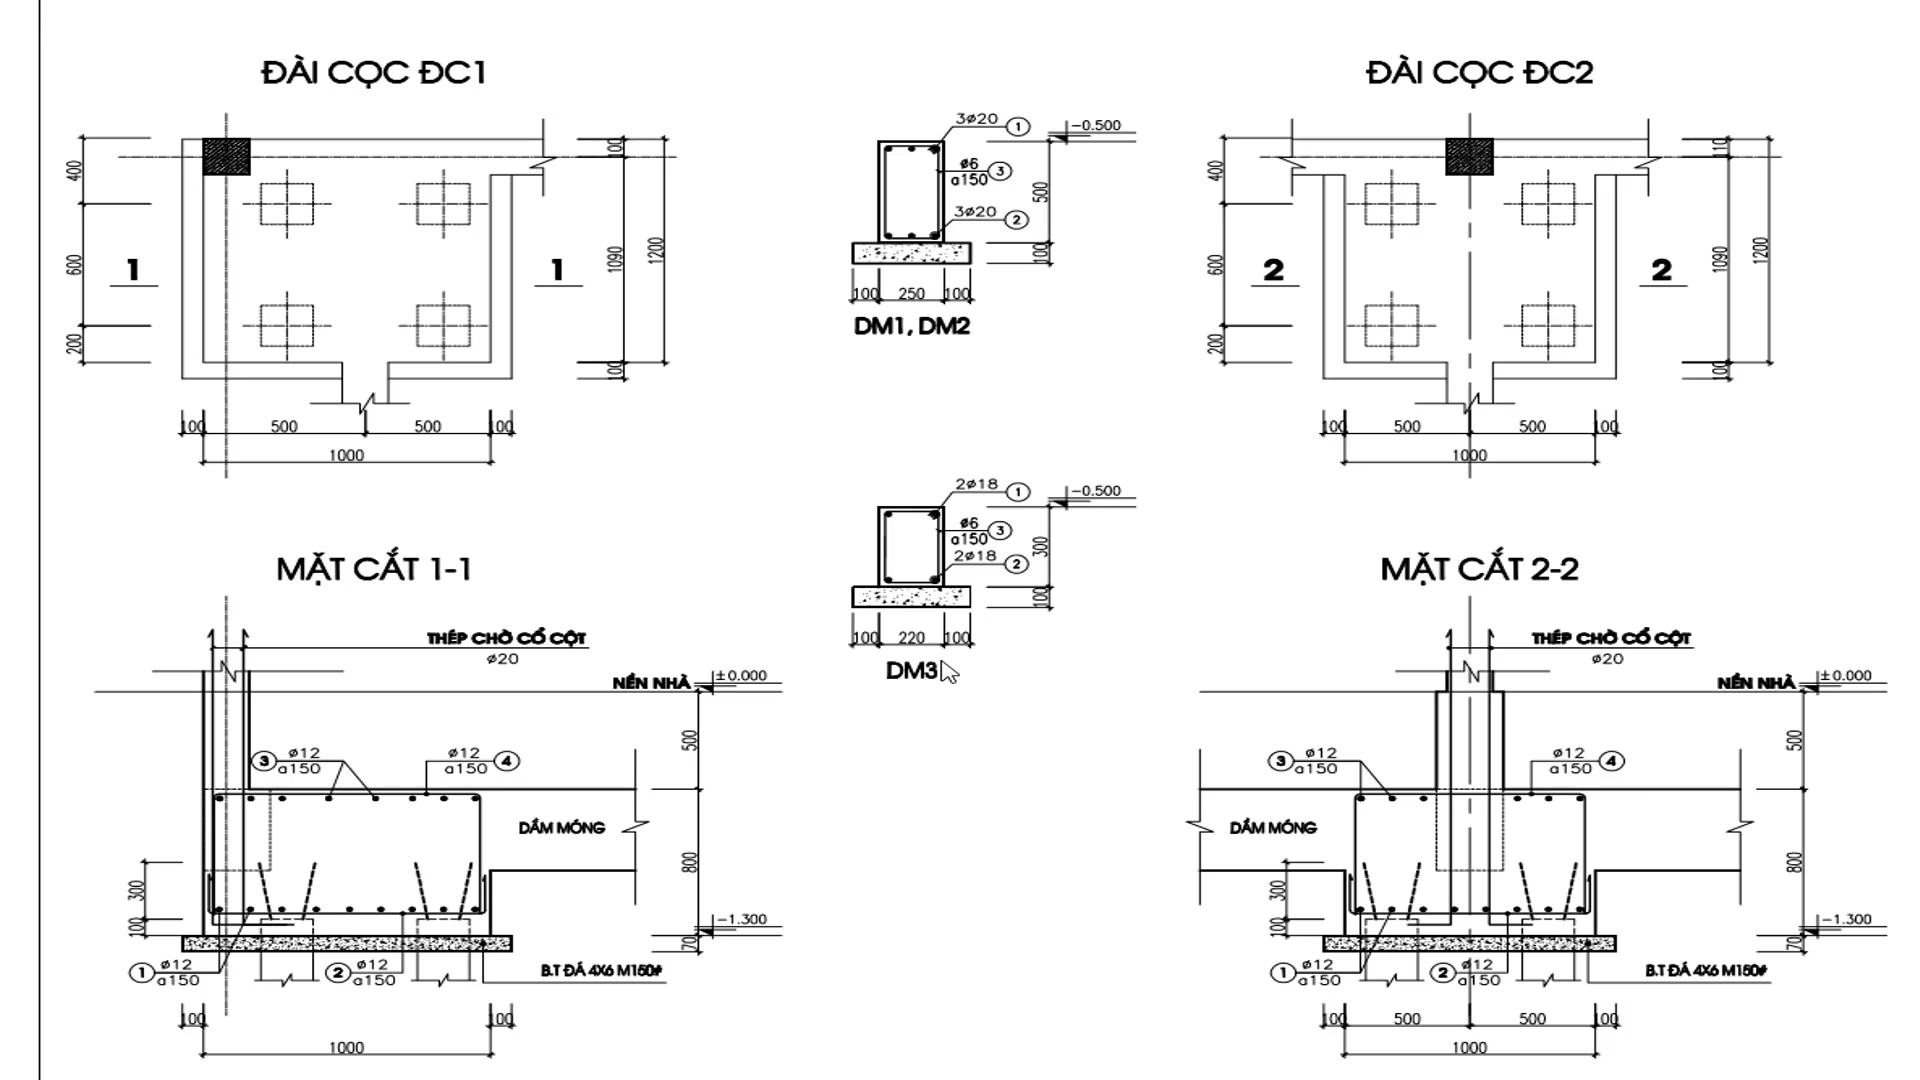 ĐÀI CỌC ĐC1
400
600
200
1
1
100
1090
100
1200
100
500
500
100
1000
3ø20
1
-0.500
ø6
a150
3
500
3ø20
2
100
100
250
100
DM1, DM2
ĐÀI CỌC ĐC2
400
600
200
2
2
110
1090
100
1200
100
500
500
100
1000
2ø18
1
-0.500
ø6
a150
3
300
2ø18
2
100
100
220
100
DM3
MẶT CẮT 1-1
THÉP CHỜ CỔ CỘT
ø20
NỀN NHÀ
±0.000
3
ø12
a150
ø12
a150
4
500
DẦM MÓNG
800
300
100
-1.300
70
1
ø12
a150
2
ø12
a150
B.T ĐÁ 4X6 M150#
100
100
1000
MẶT CẮT 2-2
THÉP CHỜ CỔ CỘT
ø20
NỀN NHÀ
±0.000
3
ø12
a150
ø12
a150
4
500
DẦM MÓNG
800
300
100
-1.300
70
1
ø12
a150
2
ø12
a150
B.T ĐÁ 4X6 M150#
100
500
500
100
1000